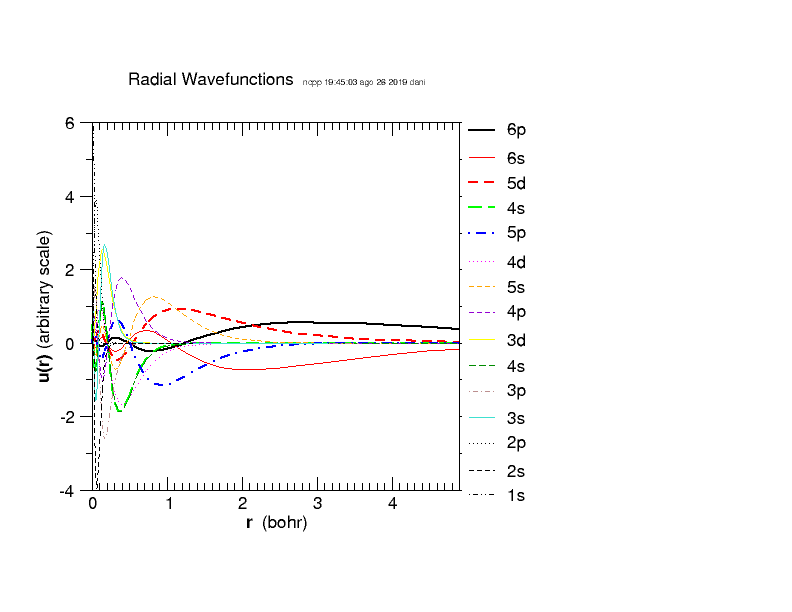 Radial Wavefunctions ncpp 19:45:03 ago 26 2019 dani
6
4
2
0
-2
-4
u(r) (arbitrary scale)
0 1 2 3 4
r (bohr)
6p
6s
5d
4s
5p
4d
5s
4p
3d
4s
3p
3s
2p
2s
1s